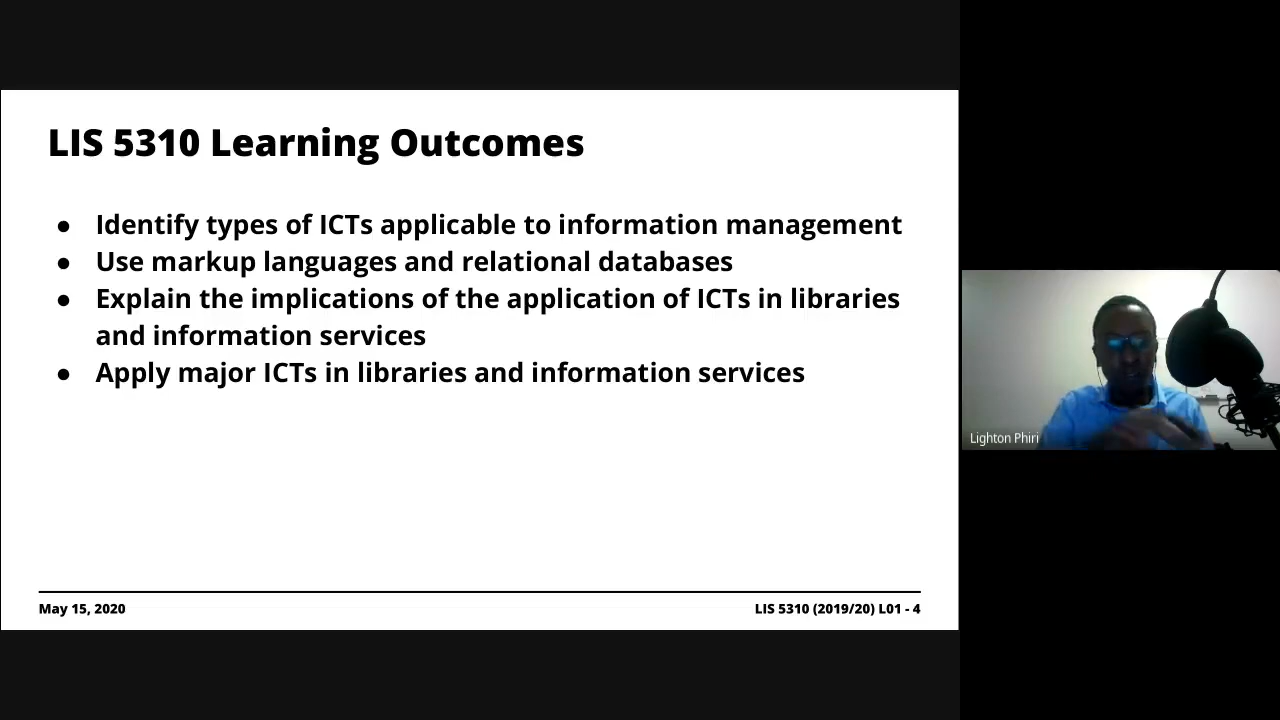 LIS 5310 Learning Outcomes
● Identify types of ICTs applicable to information management
● Use markup languages and relational databases
● Explain the implications of the application of ICTs in libraries
and information services
● Apply major ICTs in libraries and information services
May 15, 2020
LIS 5310 (2019/20) L01 - 4
Lighton Phiri